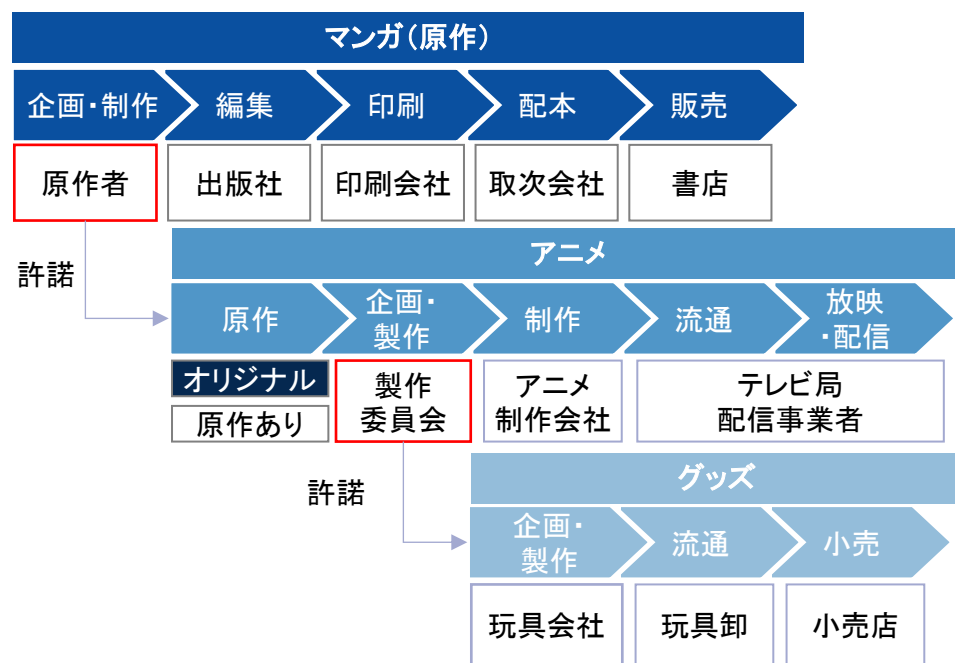 マンガ（原作）
企画・制作
編集
印刷
配本
販売
原作者
出版社
印刷会社
取次会社
書店
許諾
アニメ
原作
企画・
製作
制作
流通
放映
・配信
オリジナル
原作あり
製作
委員会
アニメ
制作会社
テレビ局
配信事業者
許諾
グッズ
企画・
製作
流通
小売
玩具会社
玩具卸
小売店